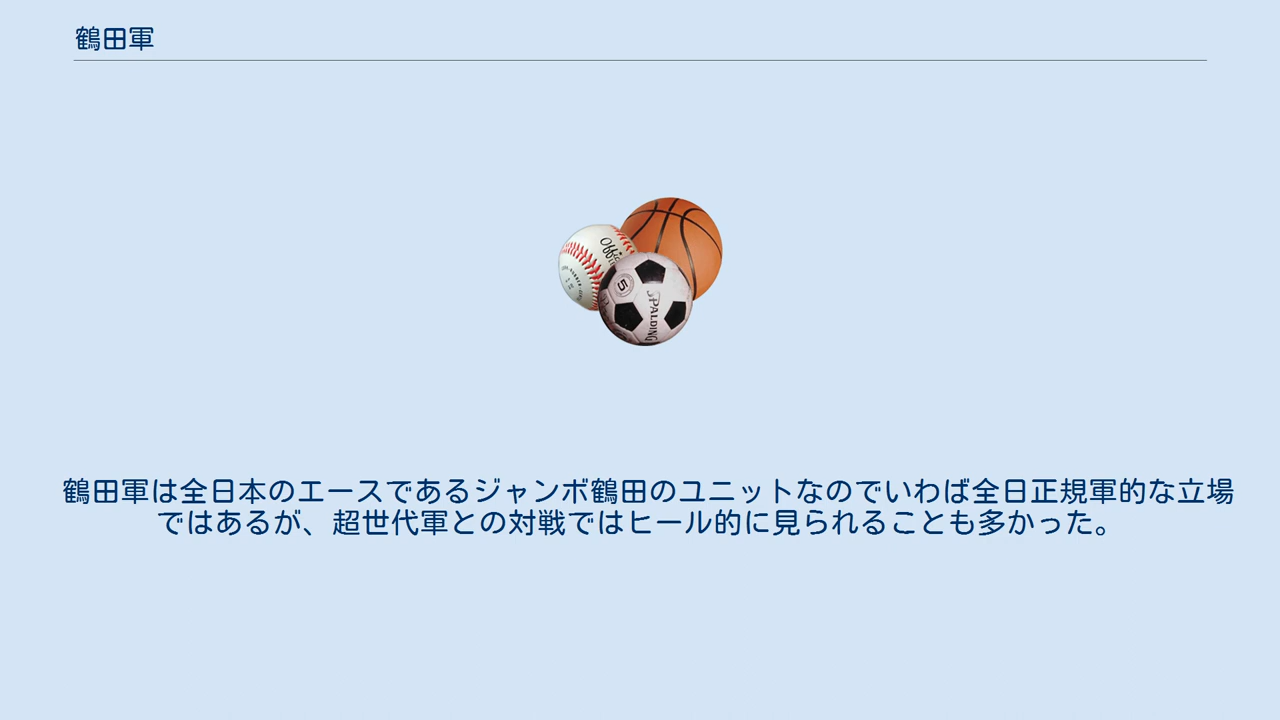 鶴田軍
Offic
5
SPALDING
鶴田軍は全日本のエースであるジャンボ鶴田のユニットなのでいわば全日正規軍的な立場
ではあるが、超世代軍との対戦ではヒール的に見られることも多かった。